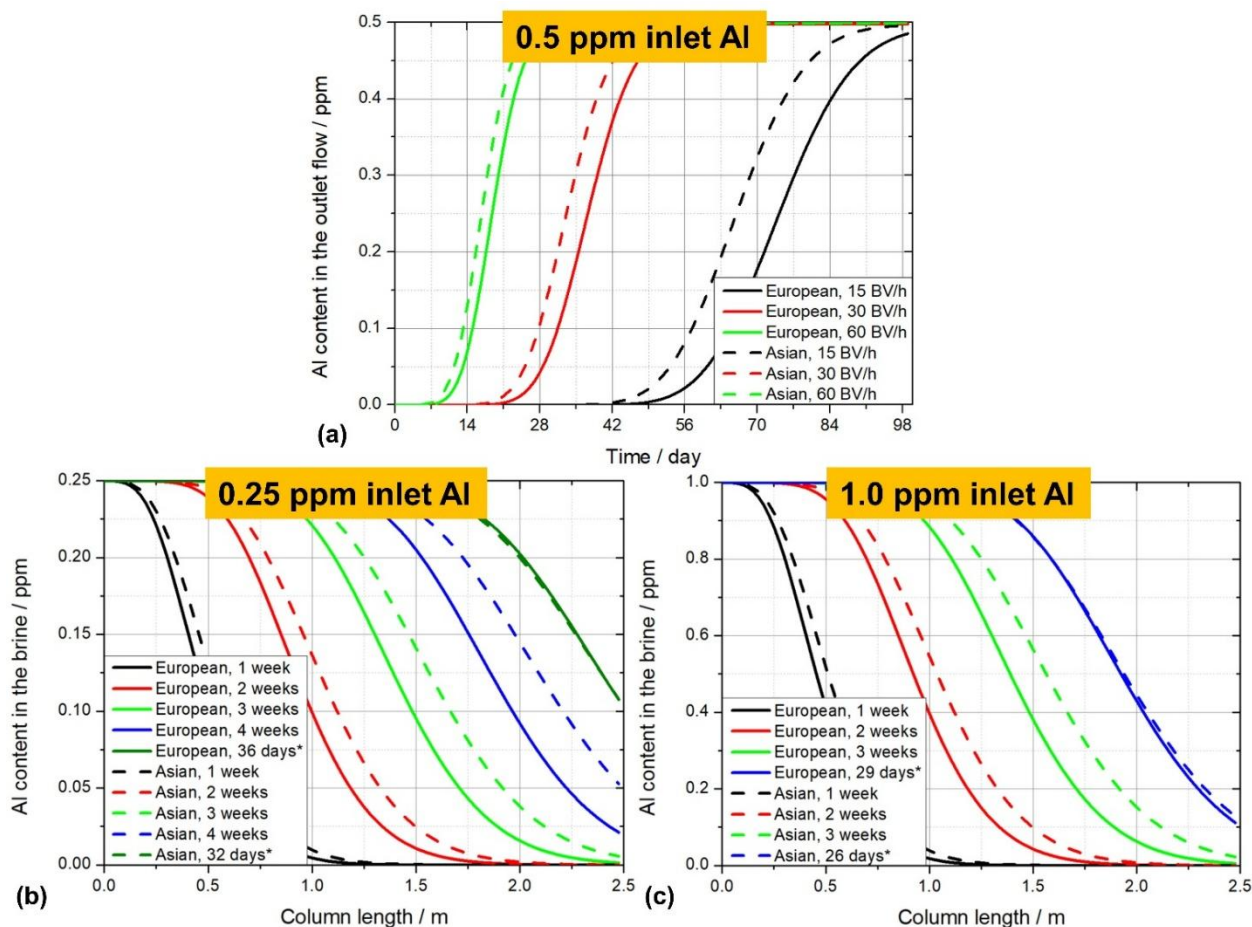 0.5 ppm inlet Al
Al content in the outlet flow / ppm
0.5
0.4
0.3
0.2
0.1
0.0
European, 15 BV/h
European, 30 BV/h
European, 60 BV/h
Asian, 15 BV/h
Asian, 30 BV/h
Asian, 60 BV/h
0 14 28 42 56 70 84 98
(a)
Time / day
0.25 ppm inlet Al
Al content in the brine / ppm
0.25
0.20
0.15
0.10
0.05
0.00
European, 1 week
European, 2 weeks
European, 3 weeks
European, 4 weeks
European, 36 days*
Asian, 1 week
Asian, 2 weeks
Asian, 3 weeks
Asian, 4 weeks
Asian, 32 days*
0.0 0.5 1.0 1.5 2.0 2.5
(b)
Column length / m
1.0 ppm inlet Al
Al content in the brine / ppm
1.0
0.8
0.6
0.4
0.2
0.0
European, 1 week
European, 2 weeks
European, 3 weeks
European, 29 days*
Asian, 1 week
Asian, 2 weeks
Asian, 3 weeks
Asian, 26 days*
0.0 0.5 1.0 1.5 2.0 2.5
(c)
Column length / m